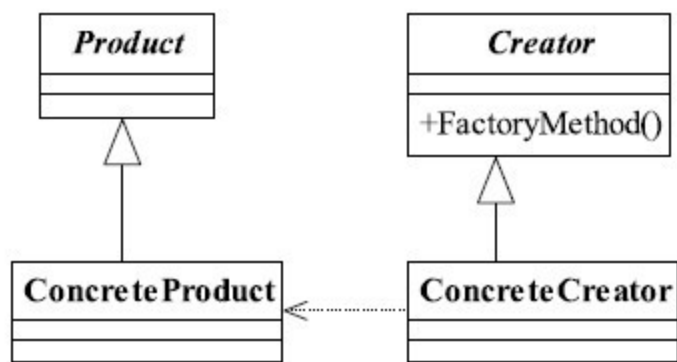 Product
Creator
+FactoryMethod()
ConcreteProduct
ConcreteCreator